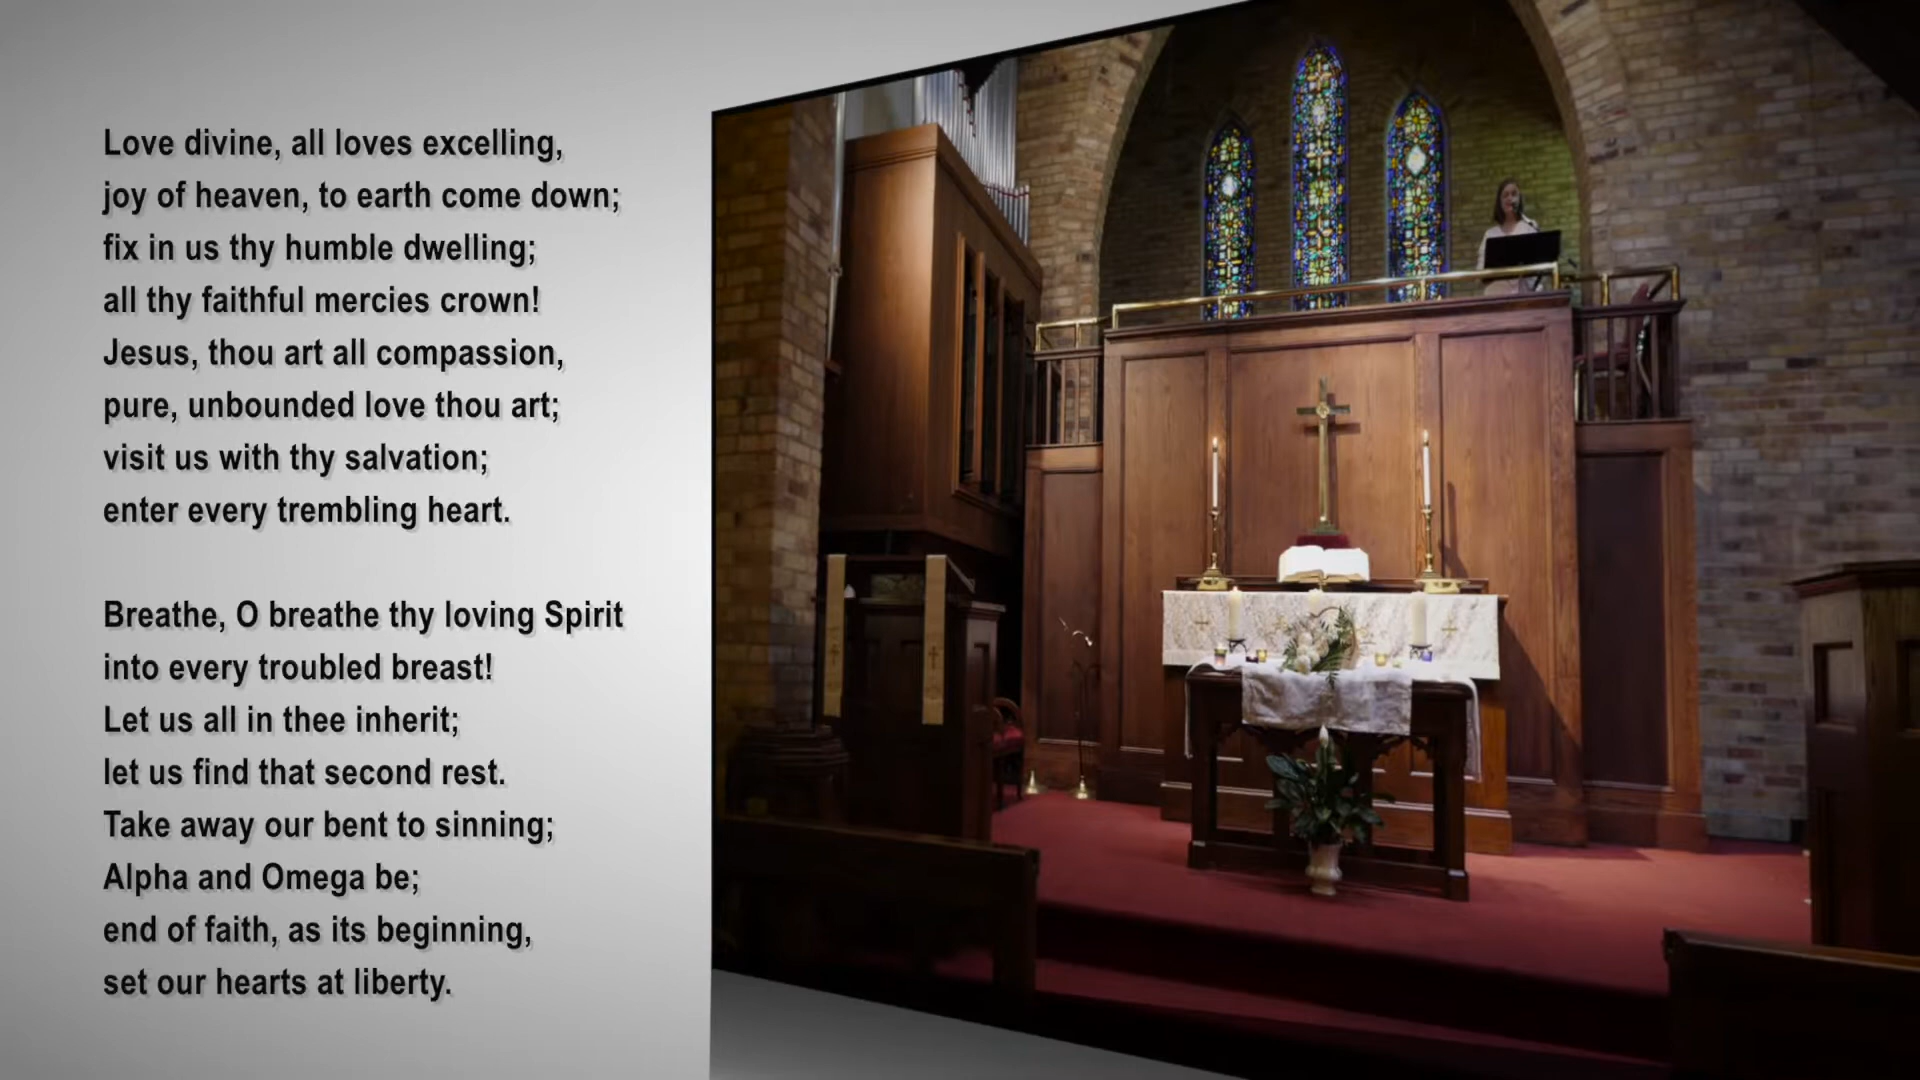 Love divine, all loves excelling,
joy of heaven, to earth come down;
fix in us thy humble dwelling;
all thy faithful mercies crown!
Jesus, thou art all compassion,
pure, unbounded love thou art;
visit us with thy salvation;
enter every trembling heart.
Breathe, O breathe thy loving Spirit
into every troubled breast!
Let us all in thee inherit;
let us find that second rest.
Take away our bent to sinning;
Alpha and Omega be;
end of faith, as its beginning,
set our hearts at liberty.